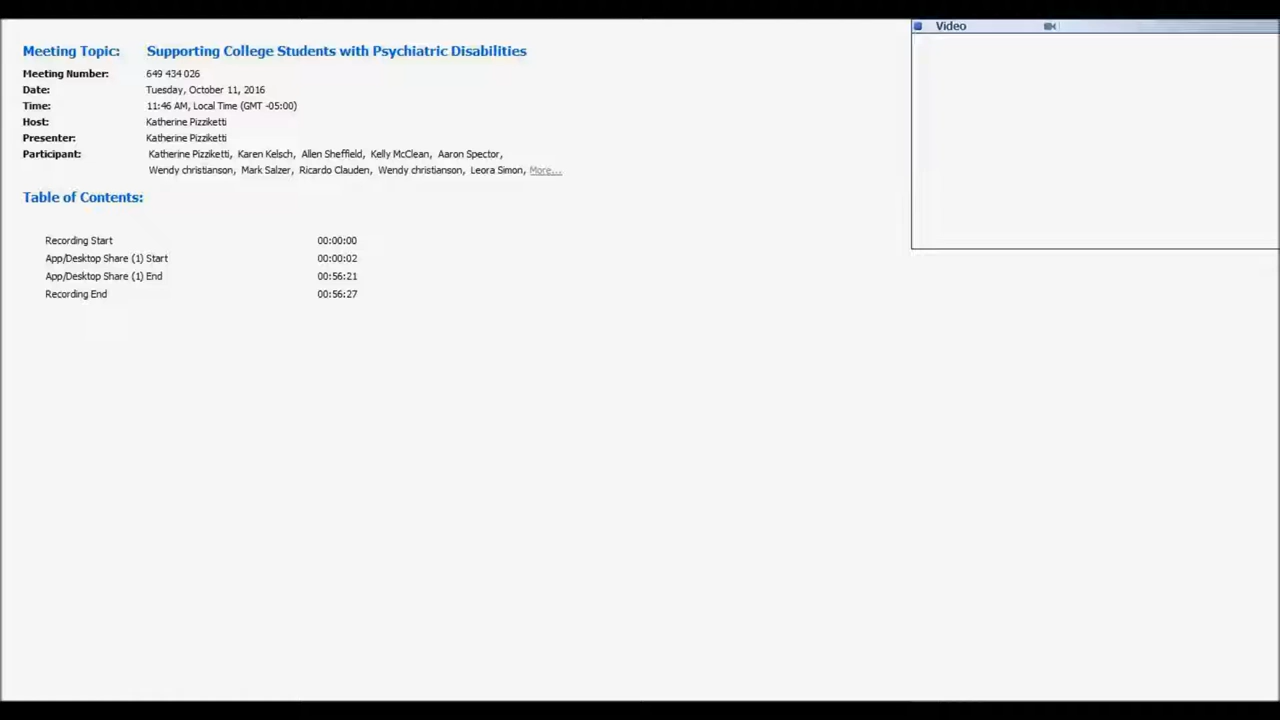 Video
Meeting Topic: Supporting College Students with Psychiatric Disabilities
Meeting Number: 649 434 026
Date: Tuesday, October 11, 2016
Time: 11:46 AM, Local Time (GMT -05:00)
Host: Katherine Pizziketti
Presenter: Katherine Pizziketti
Participant: Katherine Pizziketti, Karen Kelsch, Allen Sheffield, Kelly McClean, Aaron Spector,
Wendy christianson, Mark Salzer, Ricardo Clauden, Wendy christianson, Leora Simon, More...
Table of Contents:
Recording Start 00:00:00
App/Desktop Share (1) Start 00:00:02
App/Desktop Share (1) End 00:56:21
Recording End 00:56:27